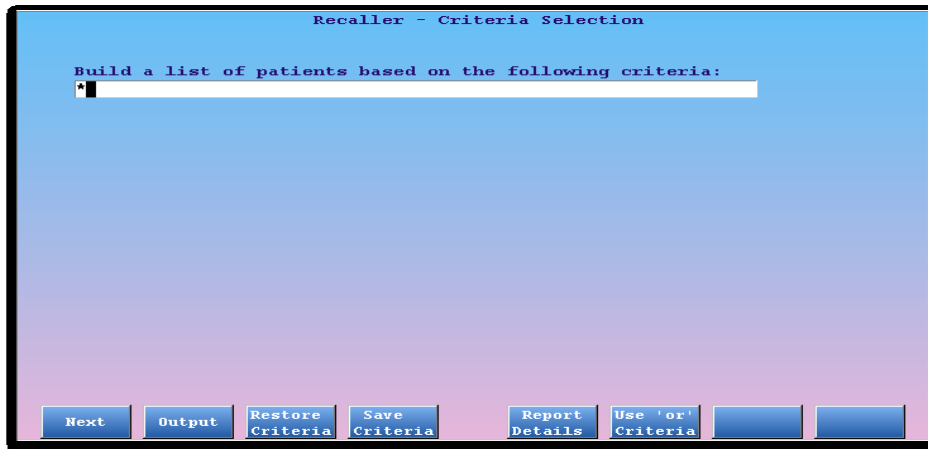 Recaller - Criteria Selection
Build a list of patients based on the following criteria:
*
Next
Output
Restore
Criteria
Save
Criteria
Report
Details
Use 'or'
Criteria